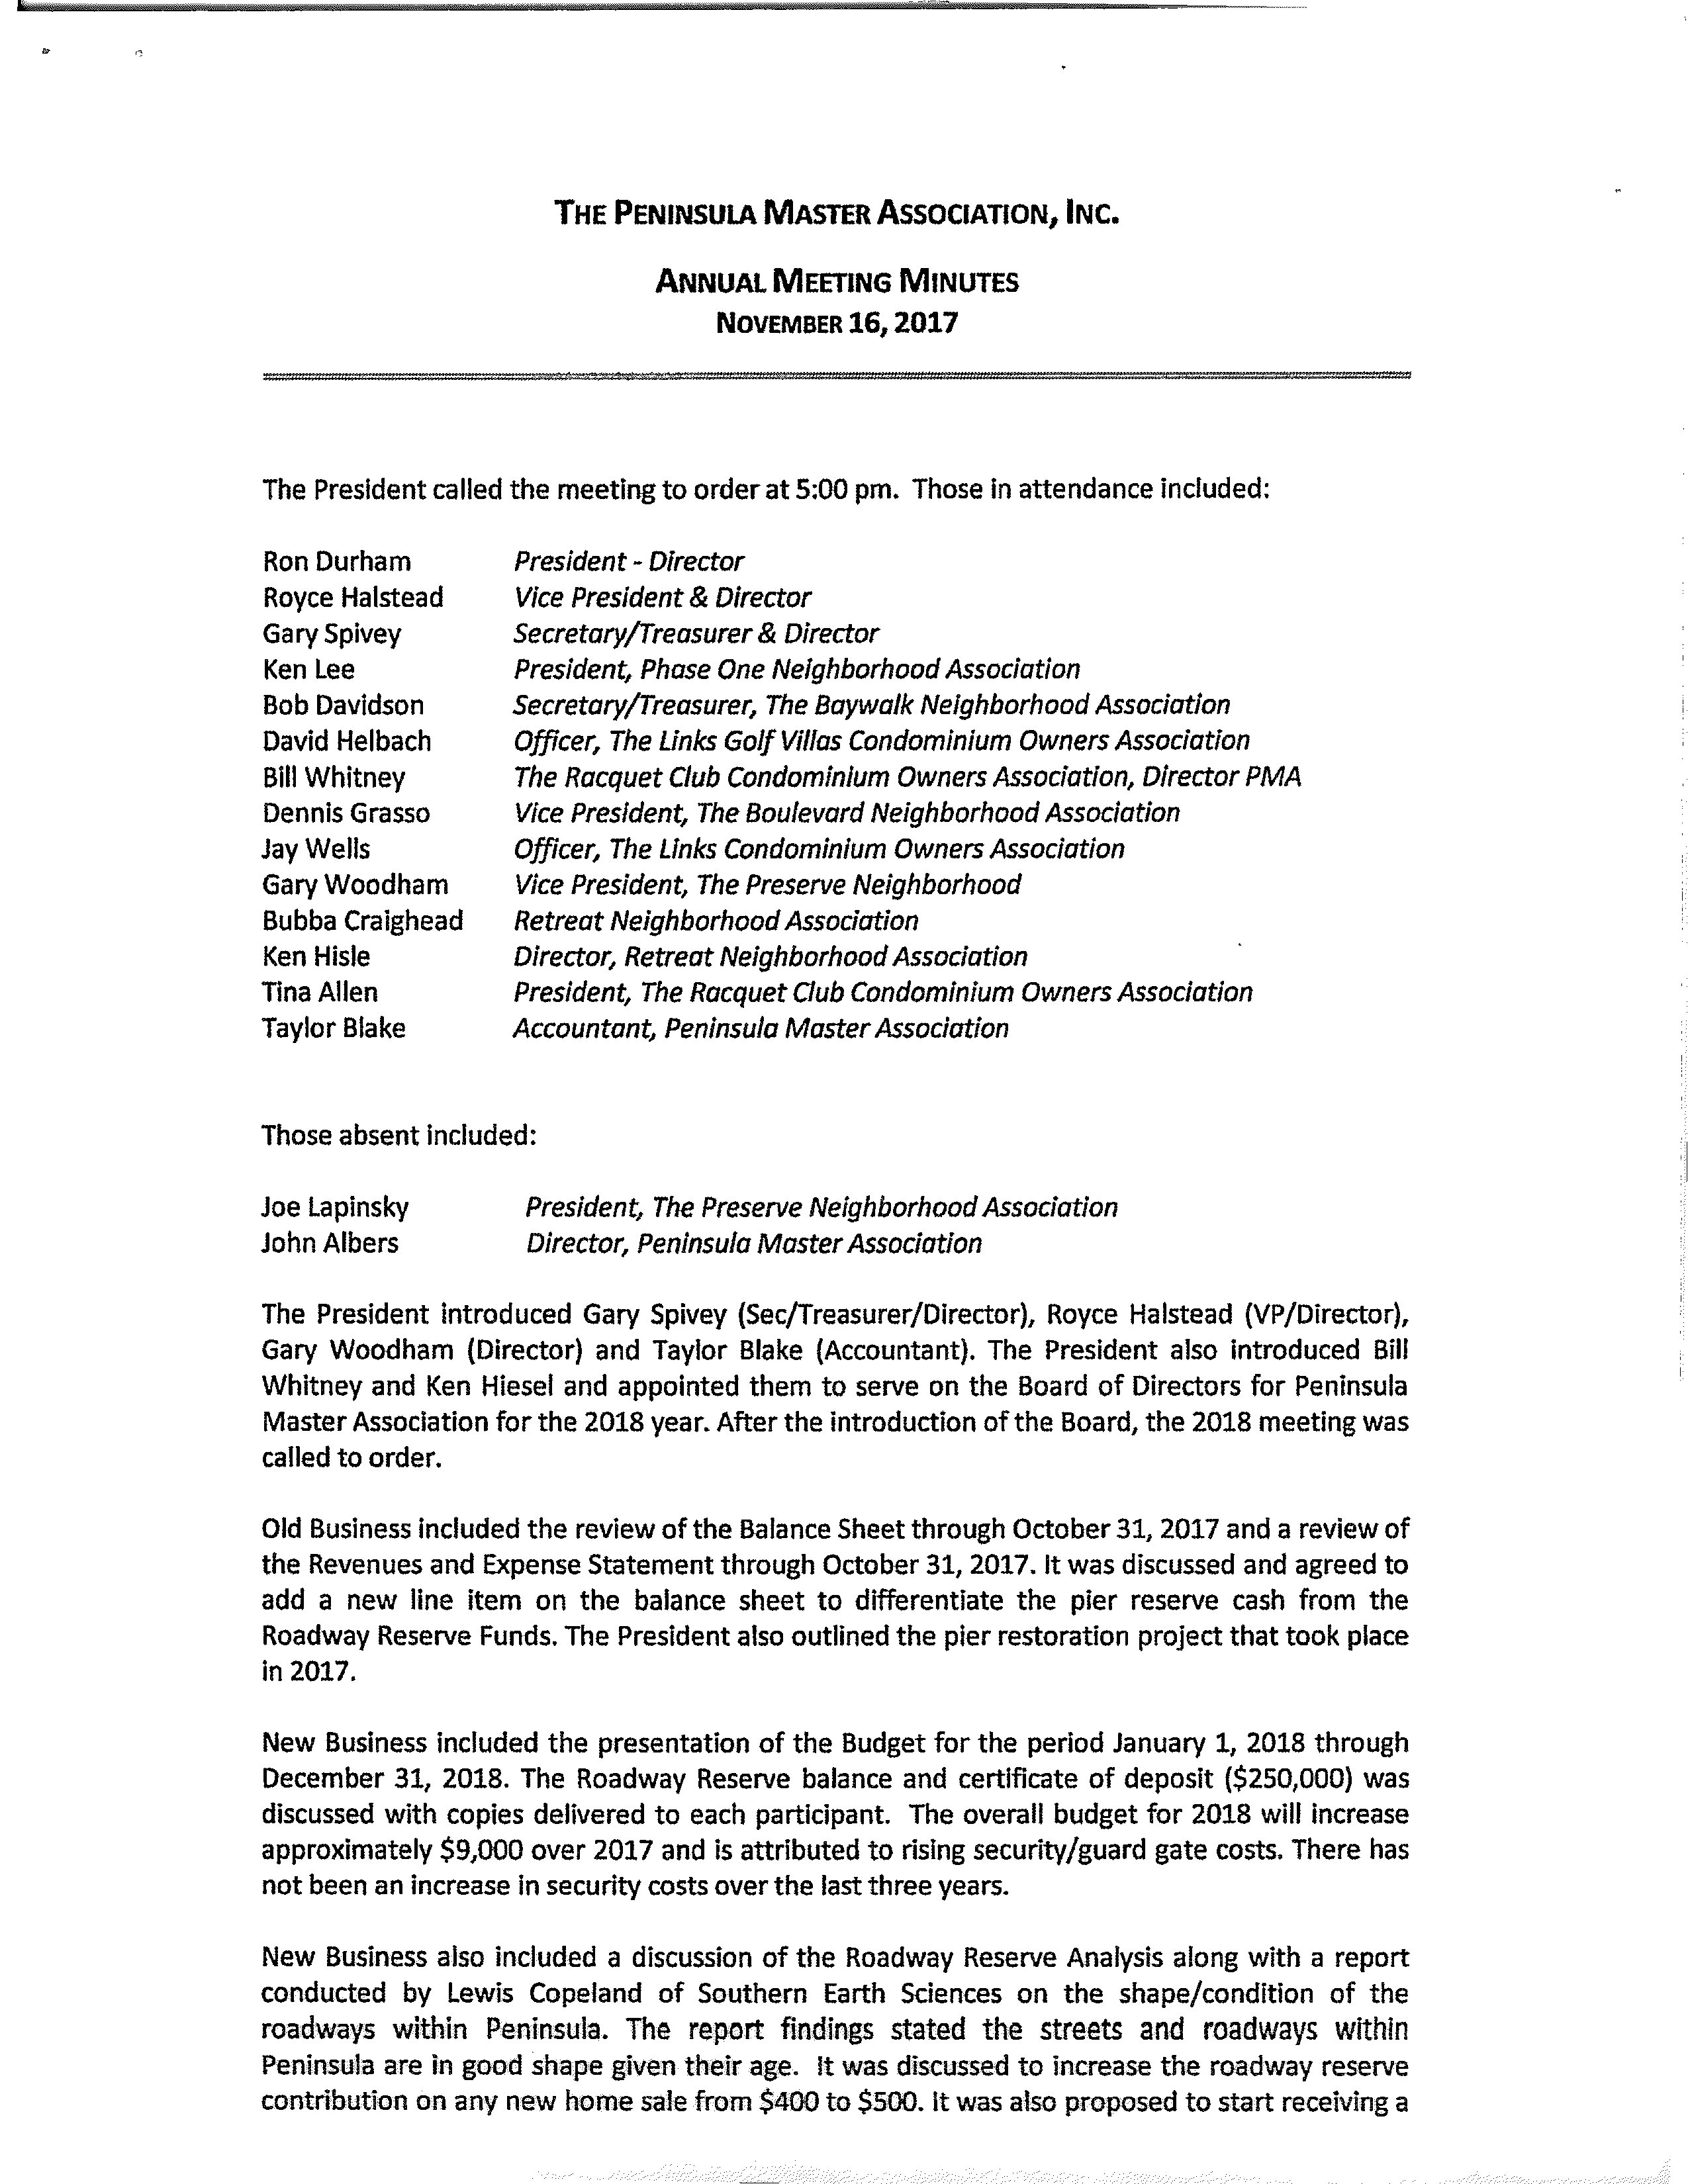 THE PENINSULA MASTER ASSOCIATION, INC.
ANNUAL MEETING MINUTES
NOVEMBER 16, 2017
The President called the meeting to order at 5:00 pm.  Those in attendance included:
Ron Durham President - Director
Royce Halstead Vice President & Director
Gary Spivey Secretary/Treasurer & Director
Ken Lee President, Phase One Neighborhood Association
Bob Davidson Secretary/Treasurer, The Baywalk Neighborhood Association
David Helbach Officer, The Links Golf Villas Condominium Owners Association
Bill Whitney The Racquet Club Condominium Owners Association, Director PMA
Dennis Grasso Vice President, The Boulevard Neighborhood Association
Jay Wells Officer, The Links Condominium Owners Association
Gary Woodham Vice President, The Preserve Neighborhood
Bubba Craighead Retreat Neighborhood Association
Ken Hisle Director, Retreat Neighborhood Association
Tina Allen President, The Racquet Club Condominium Owners Association
Taylor Blake Accountant, Peninsula Master Association
Those absent included:
Joe Lapinsky President, The Preserve Neighborhood Association
John Albers Director, Peninsula Master Association
The President introduced Gary Spivey (Sec/Treasurer/Director), Royce Halstead (VP/Director),
Gary Woodham (Director) and Taylor Blake (Accountant). The President also introduced Bill
Whitney and Ken Hiesel and appointed them to serve on the Board of Directors for Peninsula
Master Association for the 2018 year. After the introduction of the Board, the 2018 meeting was
called to order.
Old Business included the review of the Balance Sheet through October 31, 2017 and a review of
the Revenues and Expense Statement through October 31, 2017. It was discussed and agreed to
add a new line item on the balance sheet to differentiate the pier reserve cash from the
Roadway Reserve Funds. The President also outlined the pier restoration project that took place
in 2017.
New Business included the presentation of the Budget for the period January 1, 2018 through
December 31, 2018. The Roadway Reserve balance and certificate of deposit ($250,000) was
discussed with copies delivered to each participant.  The overall budget for 2018 will increase
approximately $9,000 over 2017 and is attributed to rising security/guard gate costs. There has
not been an increase in security costs over the last three years.
New Business also included a discussion of the Roadway Reserve Analysis along with a report
conducted by Lewis Copeland of Southern Earth Sciences on the shape/condition of the
roadways within Peninsula. The report findings stated the streets and roadways within
Peninsula are in good shape given their age.  It was discussed to increase the roadway reserve
contribution on any new home sale from $400 to $500. It was also proposed to start receiving a